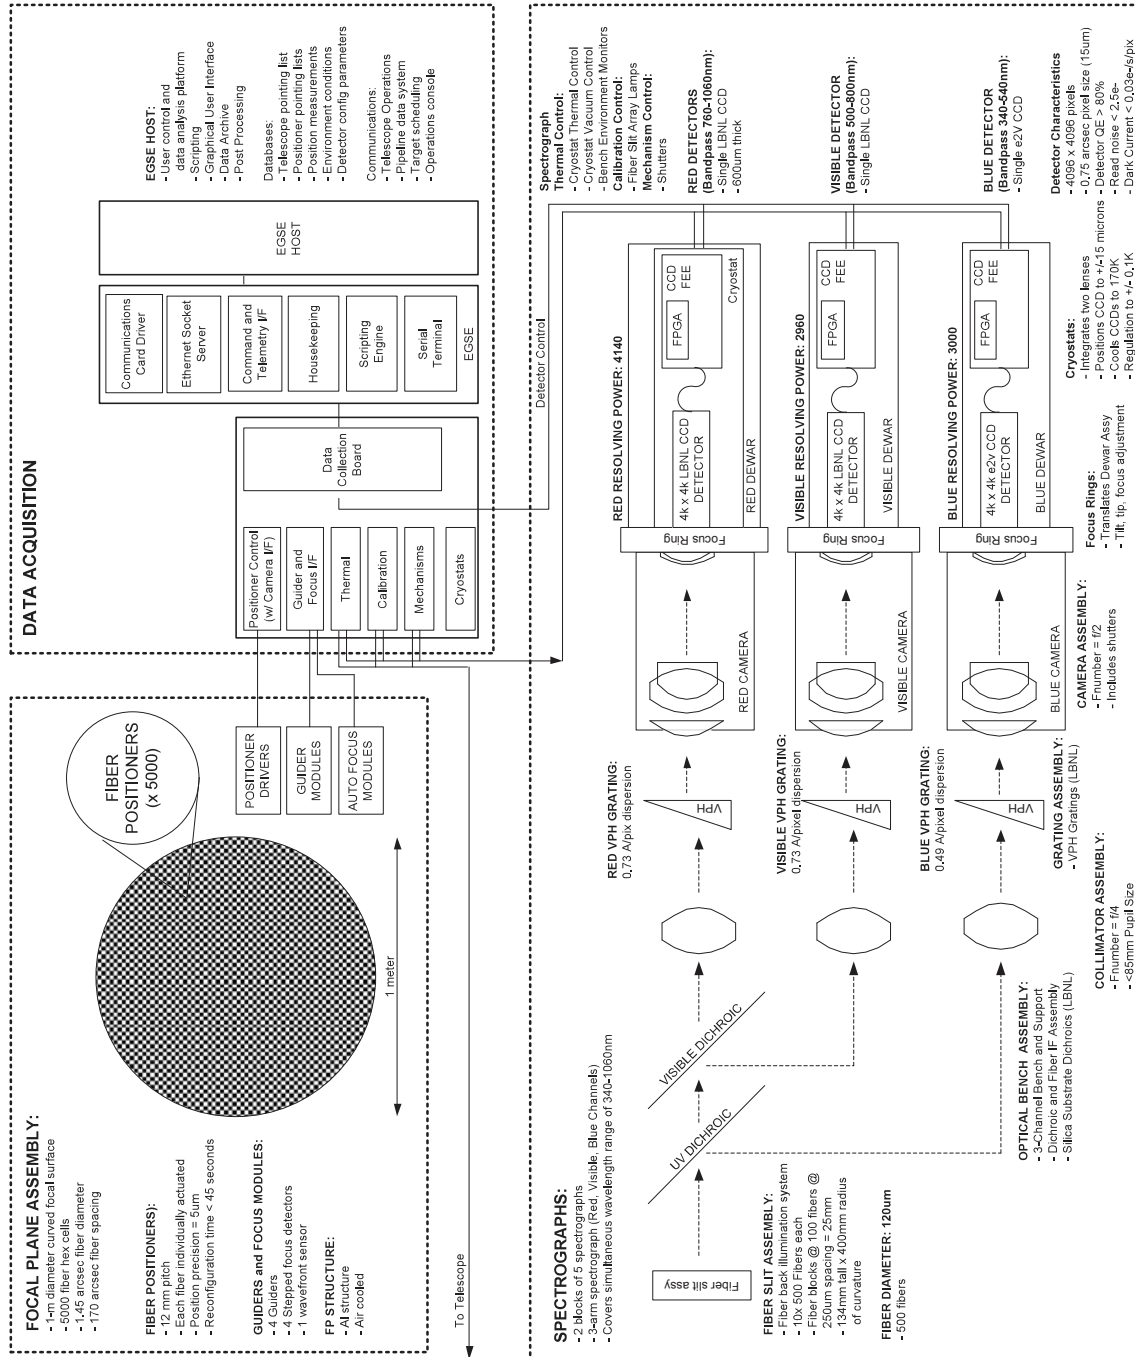 FOCAL PLANE ASSEMBLY:
- 1-m diameter curved focal surface
- 5000 fiber hex cells
- 1.45 arcsec fiber diameter
- 170 arcsec fiber spacing
FIBER POSITIONERS):
- 12 mm pitch
- Each fiber individually actuated
- Position precision = 5um
- Reconfiguration time < 45 seconds
GUIDERS and FOCUS MODULES:
- 4 Guiders
- 4 Stepped focus detectors
- 1 wavefront sensor
FP STRUCTURE:
- Al structure
- Air cooled
1 meter
FIBER
POSITIONERS
(x 5000)
POSITIONER
DRIVERS
GUIDER
MODULES
AUTO FOCUS
MODULES
To Telescope
DATA ACQUISITION
Positioner Control
(w/ Camera I/F)
Guider and
Focus I/F
Thermal
Calibration
Mechanisms
Cryostats
Data
Collection
Board
Communications
Card Driver
Ethernet Socket
Server
Command and
Telemetry I/F
Housekeeping
Scripting
Engine
Serial
Terminal
EGSE
EGSE
HOST
EGSE HOST:
- User control and
data analysis platform
- Scripting
- Graphical User Interface
- Data Archive
- Post Processing
Databases:
- Telescope pointing list
- Positioner pointing lists
- Position measurements
- Environment conditions
- Detector config parameters
Communications:
- Telescope Operations
- Pipeline data system
- Target scheduling
- Operations console
Detector Control
SPECTROGRAPHS:
- 2 blocks of 5 spectrographs
- 3-arm spectrograph (Red, Visible, Blue Channels)
- Covers simultaneous wavelength range of 340-1060nm
Fiber slit assy
FIBER SLIT ASSEMBLY:
- Fiber back illumination system
- 10x 500 Fibers each
- Fiber blocks @ 100 fibers @
250um spacing = 25mm
- 134mm tall x 400mm radius
of curvature
FIBER DIAMETER: 120um
- 500 fibers
UV DICHROIC
VISIBLE DICHROIC
OPTICAL BENCH ASSEMBLY:
- 3-Channel Bench and Support
- Dichroic and Fiber IF Assembly
- Silica Substrate Dichroics (LBNL)
COLLIMATOR ASSEMBLY:
- Fnumber = f/4
- <85mm Pupil Size
RED VPH GRATING:
0.73 A/pix dispersion
VPH
VISIBLE VPH GRATING:
0.73 A/pixel dispersion
VPH
BLUE VPH GRATING:
0.49 A/pixel dispersion
VPH
GRATING ASSEMBLY:
- VPH Gratings (LBNL)
RED CAMERA
VISIBLE CAMERA
BLUE CAMERA
CAMERA ASSEMBLY:
- Fnumber = f/2
- Includes shutters
Focus Ring
Focus Ring
Focus Ring
Focus Rings:
- Translates Dewar Assy
- Tilt, tip, focus adjustment
RED RESOLVING POWER: 4140
4k x 4k LBNL CCD
DETECTOR
RED DEWAR
FPGA
CCD
FEE
Cryostat
VISIBLE RESOLVING POWER: 2960
4k x 4k LBNL CCD
DETECTOR
VISIBLE DEWAR
FPGA
CCD
FEE
BLUE RESOLVING POWER: 3000
4k x 4k e2v CCD
DETECTOR
BLUE DEWAR
FPGA
CCD
FEE
Cryostats:
- Integrates two lenses
- Positions CCD to +/-15 microns
- Cools CCDs to 170K
- Regulation to +/- 0.1K
Spectrograph
Thermal Control:
- Cryostat Thermal Control
- Cryostat Vacuum Control
- Bench Environment Monitors
Calibration Control:
- Fiber Slit Array Lamps
Mechanism Control:
- Shutters
RED DETECTORS
(Bandpass 760-1060nm):
- Single LBNL CCD
- 600um thick
VISIBLE DETECTOR
(Bandpass 500-800nm):
- Single LBNL CCD
BLUE DETECTOR
(Bandpass 340-540nm):
- Single e2V CCD
Detector Characteristics
- 4096 x 4096 pixels
- 0.75 arcsec pixel size (15um)
- Detector QE > 80%
- Read noise < 2.5e-
- Dark Current < 0.03e-/s/pix